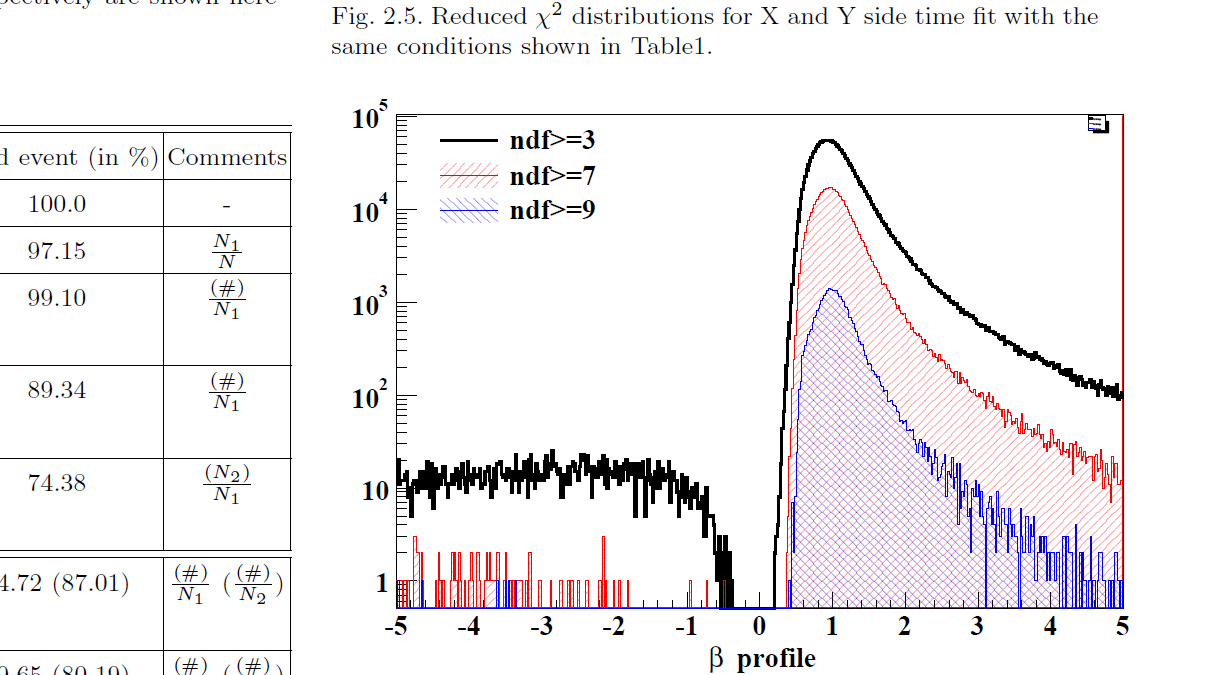 Fig. 2.5. Reduced χ² distributions for X and Y side time fit with the
same conditions shown in Table1.
event (in %) Comments
100.0 -
97.15 N₁/N
99.10 (#)/N₁
89.34 (#)/N₁
74.38 (N₂)/N₁
4.72 (87.01) (#)/N₁ ((#)/N₂)
(80.19) (#) ((#))
10⁵
10⁴
10³
10²
10
1
ndf>=3
ndf>=7
ndf>=9
-5 -4 -3 -2 -1 0 1 2 3 4 5
β profile